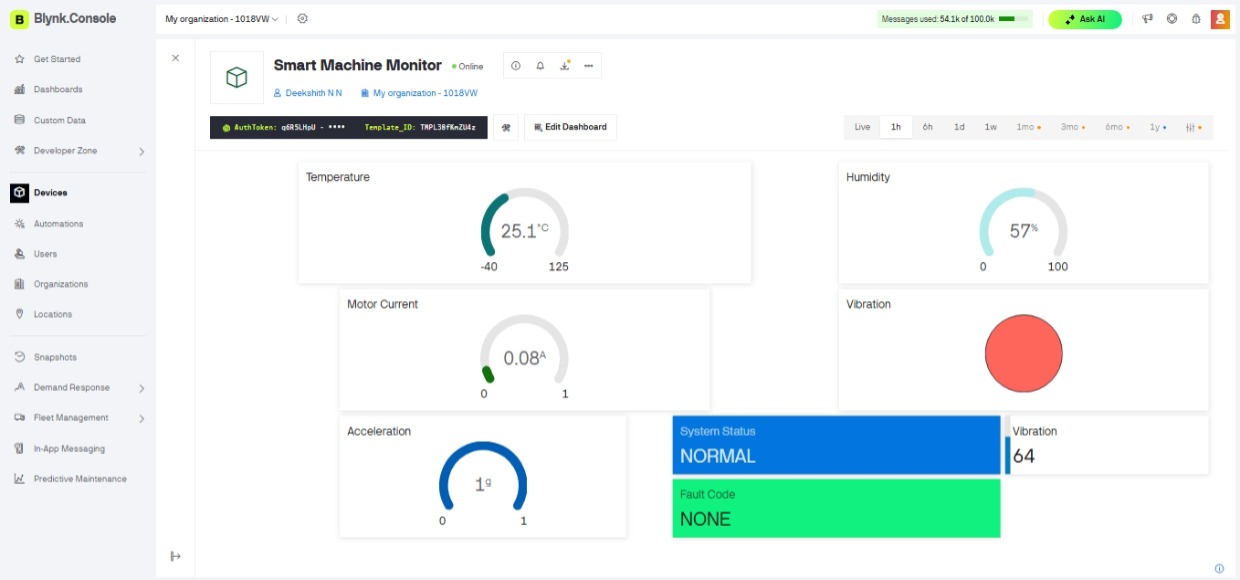 B Blynk.Console
My organization - 1018VW
Messages used: 54.1k of 100.0k
Ask AI
Get Started
Dashboards
Custom Data
Developer Zone
Devices
Automations
Users
Organizations
Locations
Snapshots
Demand Response
Fleet Management
In-App Messaging
Predictive Maintenance
Smart Machine Monitor
Online
Deekshith N N
My organization - 1018VW
AuthToken: q6R5LHpU - •••• Template_ID: TMPL38fKmZU4z
Edit Dashboard
Live 1h 6h 1d 1w 1mo 3mo 6mo 1y
Temperature
25.1°C
-40 125
Humidity
57%
0 100
Motor Current
0.08A
0 1
Vibration
Acceleration
1g
0 1
System Status
NORMAL
Vibration
64
Fault Code
NONE